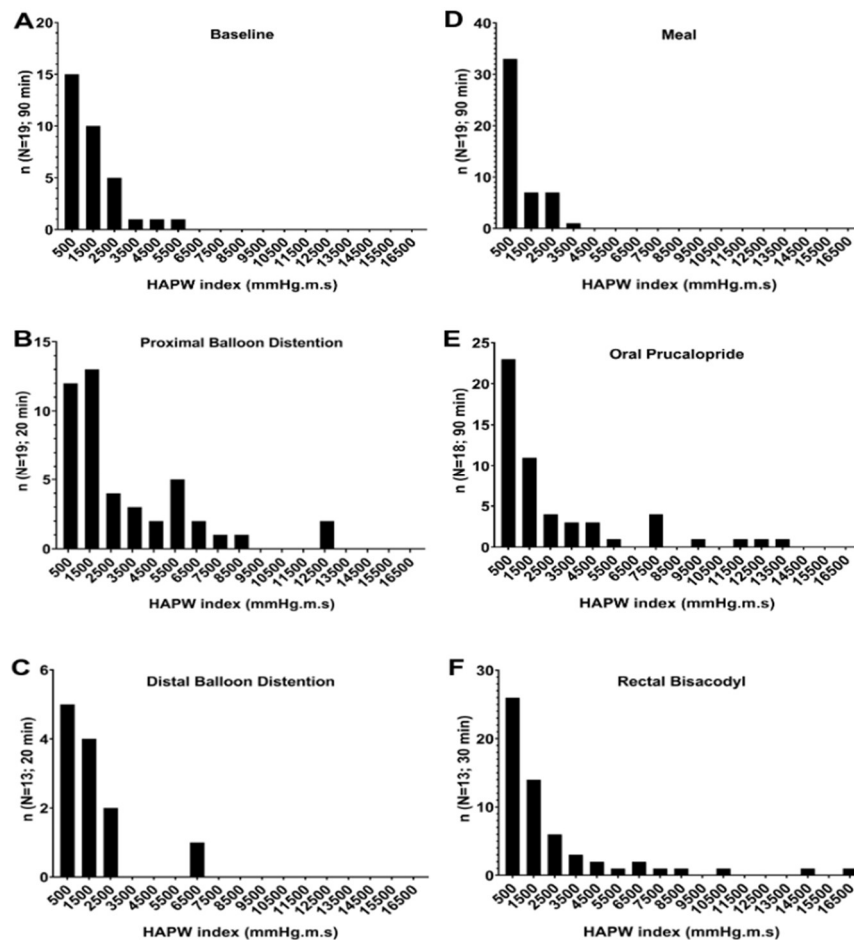 A
Baseline
n (N=19; 90 min)
20
15
10
5
0
500 1500 2500 3500 4500 5500 6500 7500 8500 9500 10500 11500 12500 13500 14500 15500 16500
HAPW index (mmHg.m.s)
D
Meal
n (N=19; 90 min)
40
30
20
10
0
500 1500 2500 3500 4500 5500 6500 7500 8500 9500 10500 11500 12500 13500 14500 15500 16500
HAPW index (mmHg.m.s)
B
Proximal Balloon Distention
n (N=19; 20 min)
15
10
5
0
500 1500 2500 3500 4500 5500 6500 7500 8500 9500 10500 11500 12500 13500 14500 15500 16500
HAPW index (mmHg.m.s)
E
Oral Prucalopride
n (N=18; 90 min)
25
20
15
10
5
0
500 1500 2500 3500 4500 5500 6500 7500 8500 9500 10500 11500 12500 13500 14500 15500 16500
HAPW index (mmHg.m.s)
C
Distal Balloon Distention
n (N=13; 20 min)
6
4
2
0
500 1500 2500 3500 4500 5500 6500 7500 8500 9500 10500 11500 12500 13500 14500 15500 16500
HAPW index (mmHg.m.s)
F
Rectal Bisacodyl
n (N=13; 30 min)
30
20
10
0
500 1500 2500 3500 4500 5500 6500 7500 8500 9500 10500 11500 12500 13500 14500 15500 16500
HAPW index (mmHg.m.s)